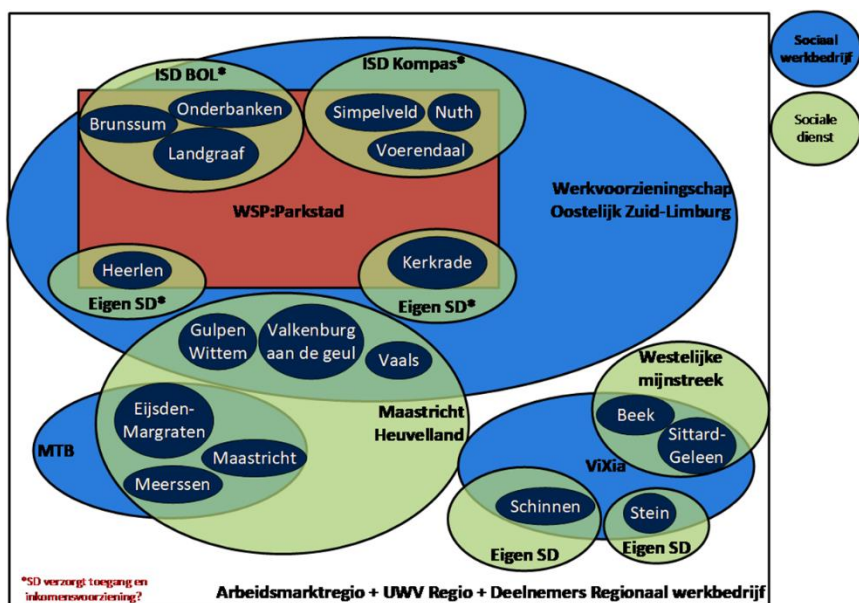 Sociaal
werkbedrijf
Sociale
dienst
ISD BOL*
ISD Kompas*
Onderbanken
Brunssum
Landgraaf
Simpelveld
Nuth
Voerendaal
Werkvoorzieningschap
Oostelijk Zuid-Limburg
WSP:Parkstad
Heerlen
Eigen SD*
Kerkrade
Eigen SD*
Gulpen
Wittem
Valkenburg
aan de geul
Vaals
Westelijke
mijnstreek
Eijsden-
Margraten
Maastricht
Heuvelland
Beek
Sittard-
Geleen
MTB
Maastricht
Meerssen
ViXia
Schinnen
Stein
Eigen SD
Eigen SD
*SD verzorgt toegang en
inkomensvoorziening?
Arbeidsmarktregio + UWV Regio + Deelnemers Regionaal werkbedrijf